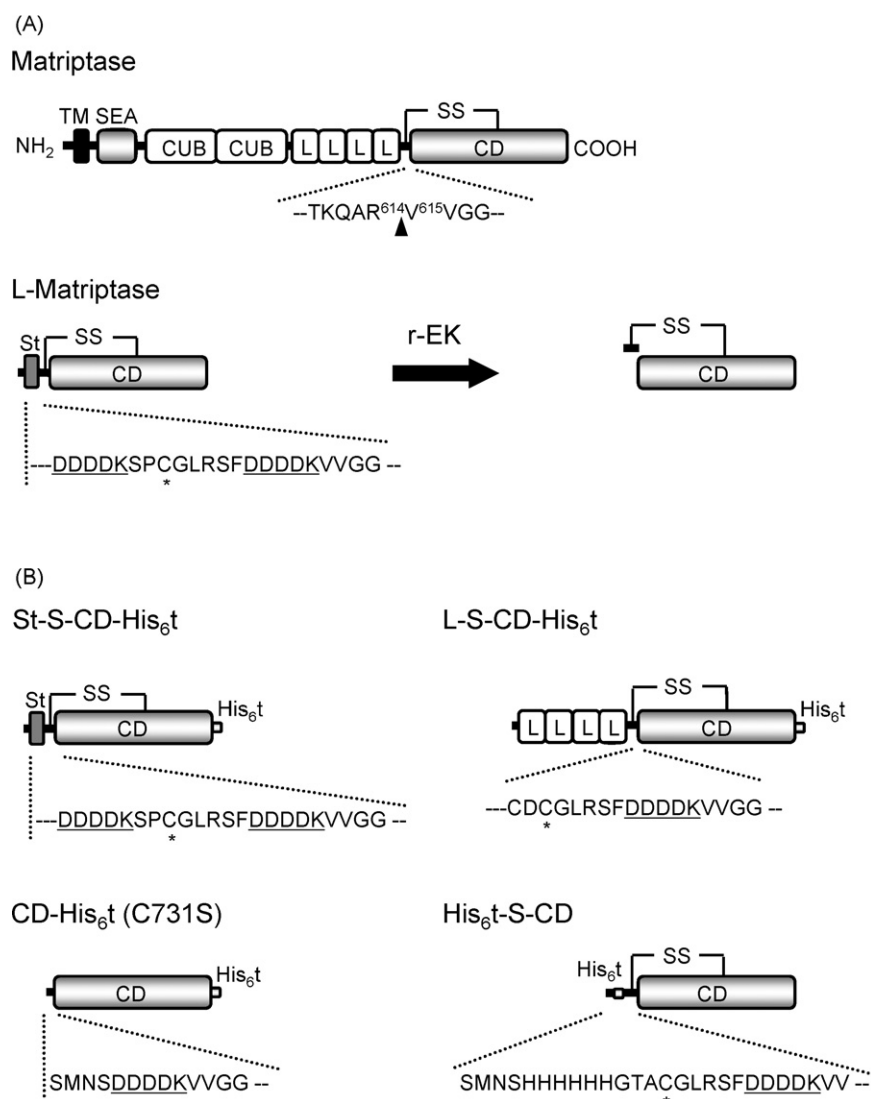 (A)
Matriptase
TM SEA SS
NH₂ CUB CUB L L L L CD COOH
--TKQAR⁶¹⁴V⁶¹⁵VGG--
L-Matriptase
St SS CD
r-EK
SS CD
---DDDDKSPCGLRSFDDDDKVVGG --
*
(B)
St-S-CD-His₆t
St SS CD His₆t
---DDDDKSPCGLRSFDDDDKVVGG --
*
L-S-CD-His₆t
L L L L SS CD His₆t
---CDCGLRSFDDDDKVVGG --
*
CD-His₆t (C731S)
CD His₆t
SMNSDDDDKVVGG --
His₆t-S-CD
His₆t SS CD
SMNSHHHHHHGTACGLRSFDDDDKVV --
*